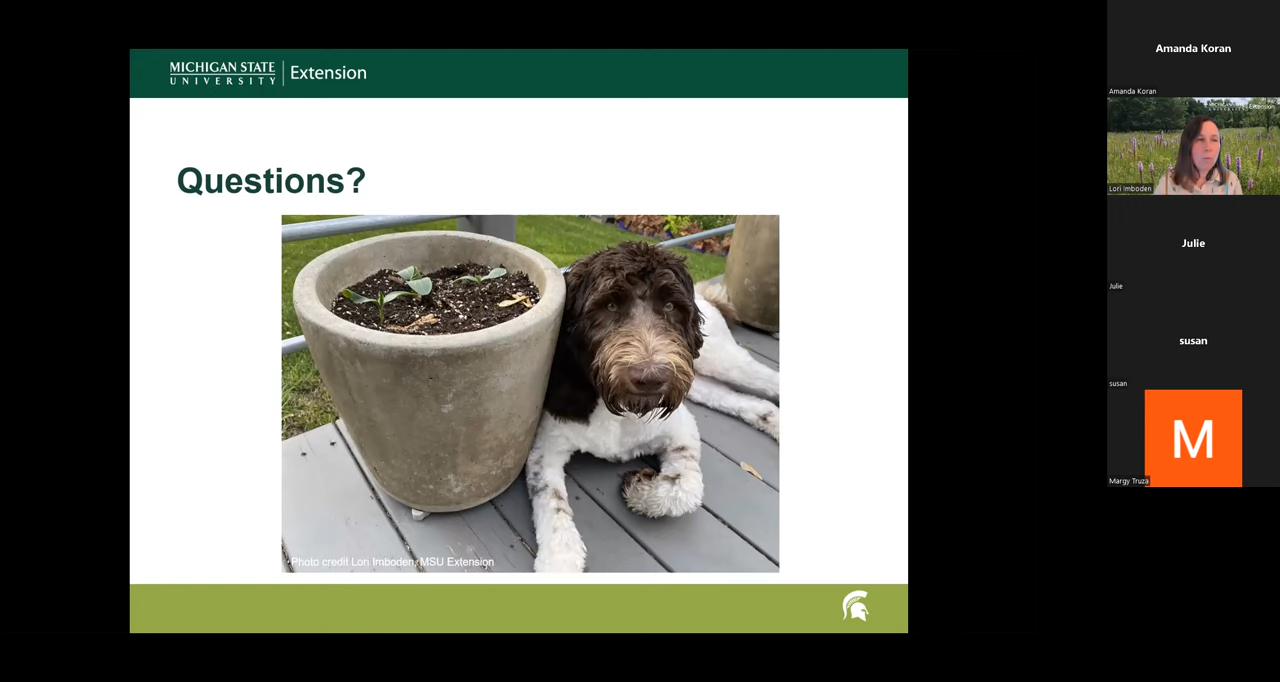 MICHIGAN STATE
UNIVERSITY
Extension
Questions?
Photo credit Lori Imboden, MSU Extension
Amanda Koran
Amanda Koran
Extension
Lori Imboden
Julie
Julie
susan
susan
M
Margy Truza